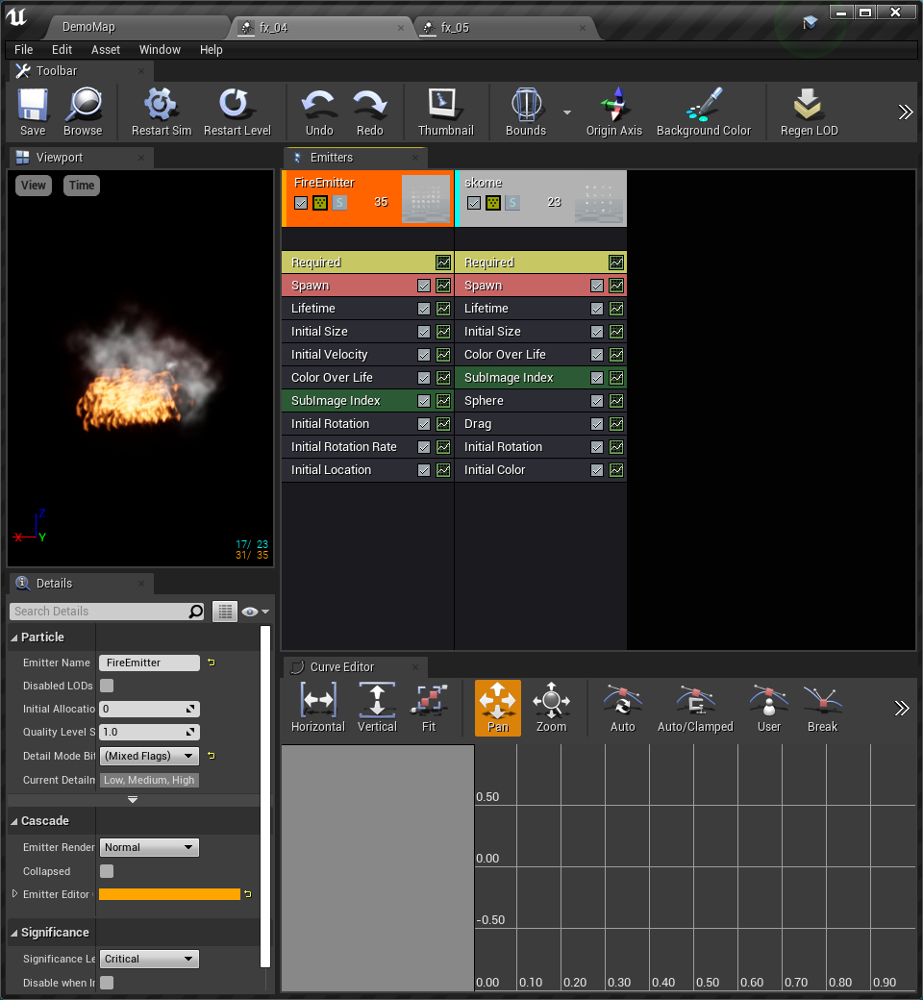 DemoMap
fx_04
fx_05
File Edit Asset Window Help
Toolbar
Save Browse Restart Sim Restart Level Undo Redo Thumbnail Bounds Origin Axis Background Color Regen LOD
Viewport
Emitters
View Time
17/ 23
31/ 35
FireEmitter
S 35
skome
S 23
Required
Required
Spawn
Spawn
Lifetime
Lifetime
Initial Size
Initial Size
Initial Velocity
Color Over Life
Color Over Life
SubImage Index
SubImage Index
Sphere
Initial Rotation
Drag
Initial Rotation Rate
Initial Rotation
Initial Location
Initial Color
X Z Y
Details
Search Details
Particle
Emitter Name FireEmitter
Disabled LODs
Initial Allocatio 0
Quality Level S 1.0
Detail Mode Bit (Mixed Flags)
Current Detailm Low, Medium, High
Cascade
Emitter Render Normal
Collapsed
Emitter Editor
Significance
Significance Le Critical
Disable when In
Curve Editor
Horizontal Vertical Fit Pan Zoom Auto Auto/Clamped User Break
0.50
0.00
-0.50
0.00 0.10 0.20 0.30 0.40 0.50 0.60 0.70 0.80 0.90